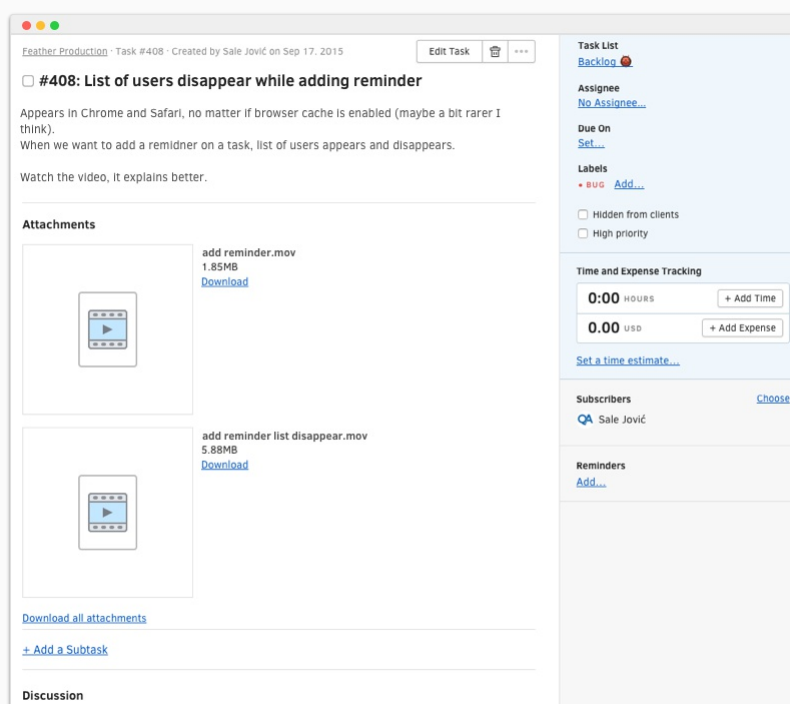 Feather Production · Task #408 · Created by Sale Jović on Sep 17. 2015
Edit Task
#408: List of users disappear while adding reminder
Appears in Chrome and Safari, no matter if browser cache is enabled (maybe a bit rarer I
think).
When we want to add a remidner on a task, list of users appears and disappears.
Watch the video, it explains better.
Attachments
add reminder.mov
1.85MB
Download
add reminder list disappear.mov
5.88MB
Download
Download all attachments
+ Add a Subtask
Discussion
Task List
Backlog
Assignee
No Assignee...
Due On
Set...
Labels
• BUG Add...
Hidden from clients
High priority
Time and Expense Tracking
0:00 HOURS + Add Time
0.00 USD + Add Expense
Set a time estimate...
Subscribers Choose
QA Sale Jović
Reminders
Add...